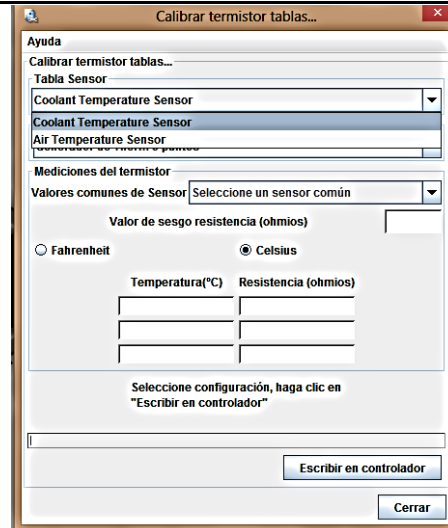 Calibrar termistor tablas...
Ayuda
Calibrar termistor tablas...
Tabla Sensor
Coolant Temperature Sensor
Coolant Temperature Sensor
Air Temperature Sensor
Mediciones del termistor
Valores comunes de Sensor Seleccione un sensor común
Valor de sesgo resistencia (ohmios)
Fahrenheit Celsius
Temperatura(ºC) Resistencia (ohmios)
Seleccione configuración, haga clic en
"Escribir en controlador"
Escribir en controlador
Cerrar